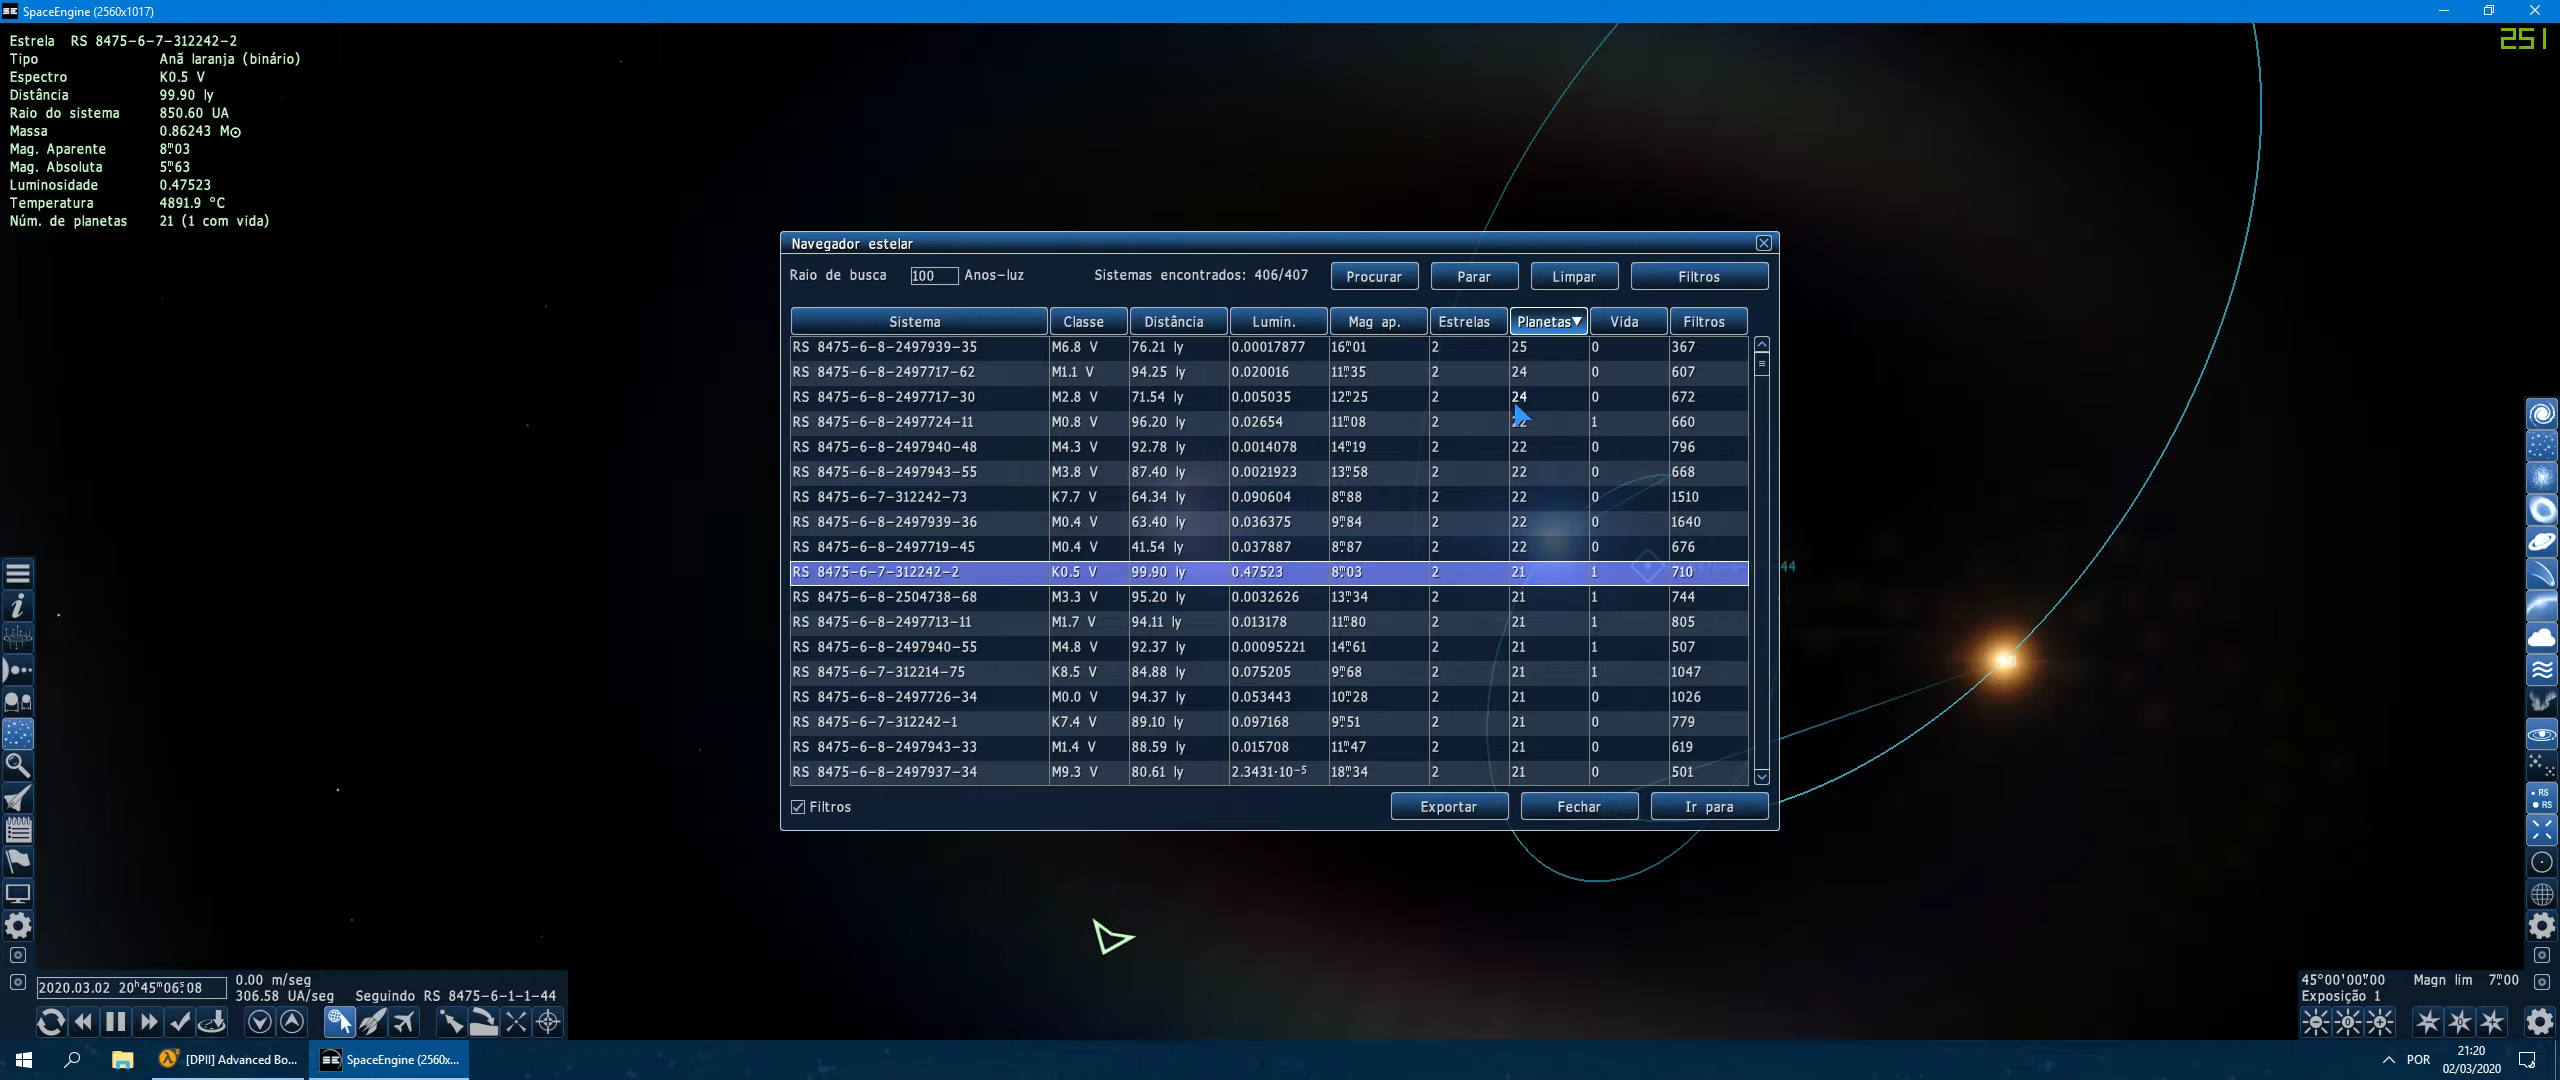 SpaceEngine (2560x1017)
251
Estrela RS 8475-6-7-312242-2
Tipo Anã laranja (binário)
Espectro K0.5 V
Distância 99.90 ly
Raio do sistema 850.60 UA
Massa 0.86243 M⊙
Mag. Aparente 8ᵐ03
Mag. Absoluta 5ᵐ63
Luminosidade 0.47523
Temperatura 4891.9 °C
Núm. de planetas 21 (1 com vida)
Navegador estelar
Raio de busca 100 Anos-luz Sistemas encontrados: 406/407 Procurar Parar Limpar Filtros
Sistema Classe Distância Lumin. Mag ap. Estrelas Planetas▼ Vida Filtros
RS 8475-6-8-2497939-35 M6.8 V 76.21 ly 0.00017877 16ᵐ01 2 25 0 367
RS 8475-6-8-2497717-62 M1.1 V 94.25 ly 0.020016 11ᵐ35 2 24 0 607
RS 8475-6-8-2497717-30 M2.8 V 71.54 ly 0.005035 12ᵐ25 2 24 0 672
RS 8475-6-8-2497724-11 M0.8 V 96.20 ly 0.02654 11ᵐ08 2 1 660
RS 8475-6-8-2497940-48 M4.3 V 92.78 ly 0.0014078 14ᵐ19 2 22 0 796
RS 8475-6-8-2497943-55 M3.8 V 87.40 ly 0.0021923 13ᵐ58 2 22 0 668
RS 8475-6-7-312242-73 K7.7 V 64.34 ly 0.090604 8ᵐ88 2 22 0 1510
RS 8475-6-8-2497939-36 M0.4 V 63.40 ly 0.036375 9ᵐ84 2 22 0 1640
RS 8475-6-8-2497719-45 M0.4 V 41.54 ly 0.037887 8ᵐ87 2 22 0 676
RS 8475-6-7-312242-2 K0.5 V 99.90 ly 0.47523 8ᵐ03 2 21 1 710
44
RS 8475-6-8-2504738-68 M3.3 V 95.20 ly 0.0032626 13ᵐ34 2 21 1 744
RS 8475-6-8-2497713-11 M1.7 V 94.11 ly 0.013178 11ᵐ80 2 21 1 805
RS 8475-6-8-2497940-55 M4.8 V 92.37 ly 0.00095221 14ᵐ61 2 21 1 507
RS 8475-6-7-312214-75 K8.5 V 84.88 ly 0.075205 9ᵐ68 2 21 1 1047
RS 8475-6-8-2497726-34 M0.0 V 94.37 ly 0.053443 10ᵐ28 2 21 0 1026
RS 8475-6-7-312242-1 K7.4 V 89.10 ly 0.097168 9ᵐ51 2 21 0 779
RS 8475-6-8-2497943-33 M1.4 V 88.59 ly 0.015708 11ᵐ47 2 21 0 619
RS 8475-6-8-2497937-34 M9.3 V 80.61 ly 2.3431·10⁻⁵ 18ᵐ34 2 21 0 501
Filtros Exportar Fechar Ir para
RS
RS
2020.03.02 20ʰ45ᵐ06ˢ08
0.00 m/seg
306.58 UA/seg Seguindo RS 8475-6-1-1-44
45°00'00"00 Magn lim 7ᵐ00
Exposição 1
[DPII] Advanced Bo...
SE SpaceEngine (2560x...
POR
21:20
02/03/2020